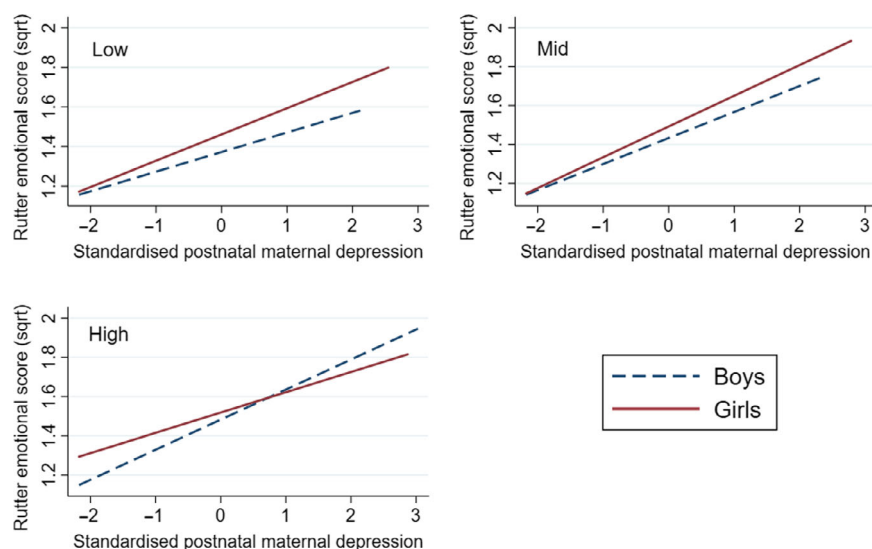 Rutter emotional score (sqrt)
2
1.8
1.6
1.4
1.2
Low
−2 −1 0 1 2 3
Standardised postnatal maternal depression
Rutter emotional score (sqrt)
2
1.8
1.6
1.4
1.2
Mid
−2 −1 0 1 2 3
Standardised postnatal maternal depression
Rutter emotional score (sqrt)
2
1.8
1.6
1.4
1.2
High
−2 −1 0 1 2 3
Standardised postnatal maternal depression
Boys
Girls